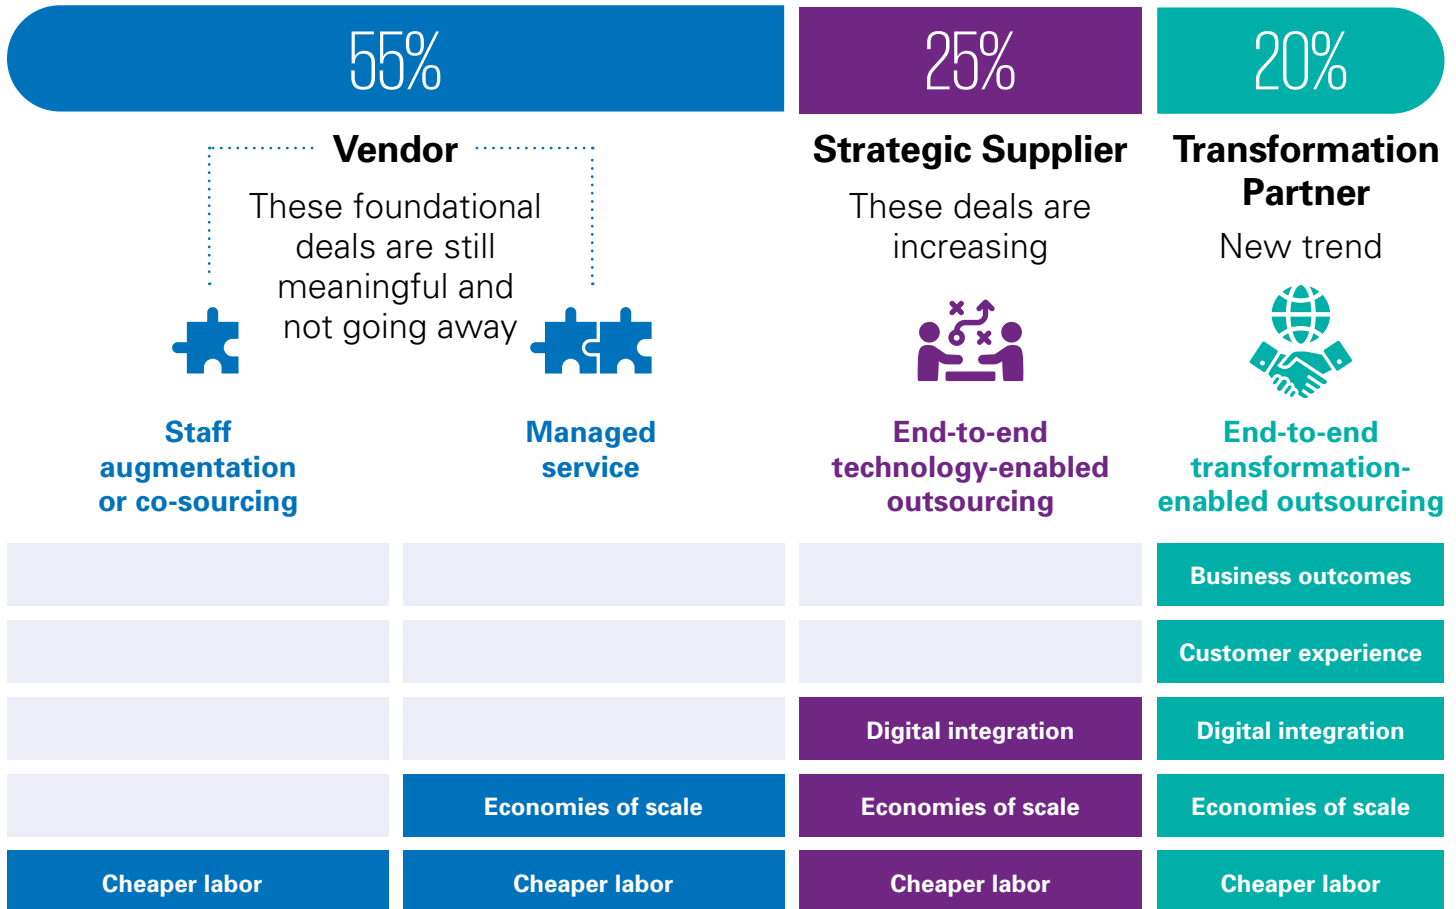 55%
25%
20%
Vendor
These foundational
deals are still
meaningful and
not going away
Strategic Supplier
These deals are
increasing
Transformation
Partner
New trend
Staff
augmentation
or co-sourcing
Managed
service
End-to-end
technology-enabled
outsourcing
End-to-end
transformation-
enabled outsourcing
Business outcomes
Customer experience
Digital integration
Digital integration
Economies of scale
Economies of scale
Economies of scale
Cheaper labor
Cheaper labor
Cheaper labor
Cheaper labor